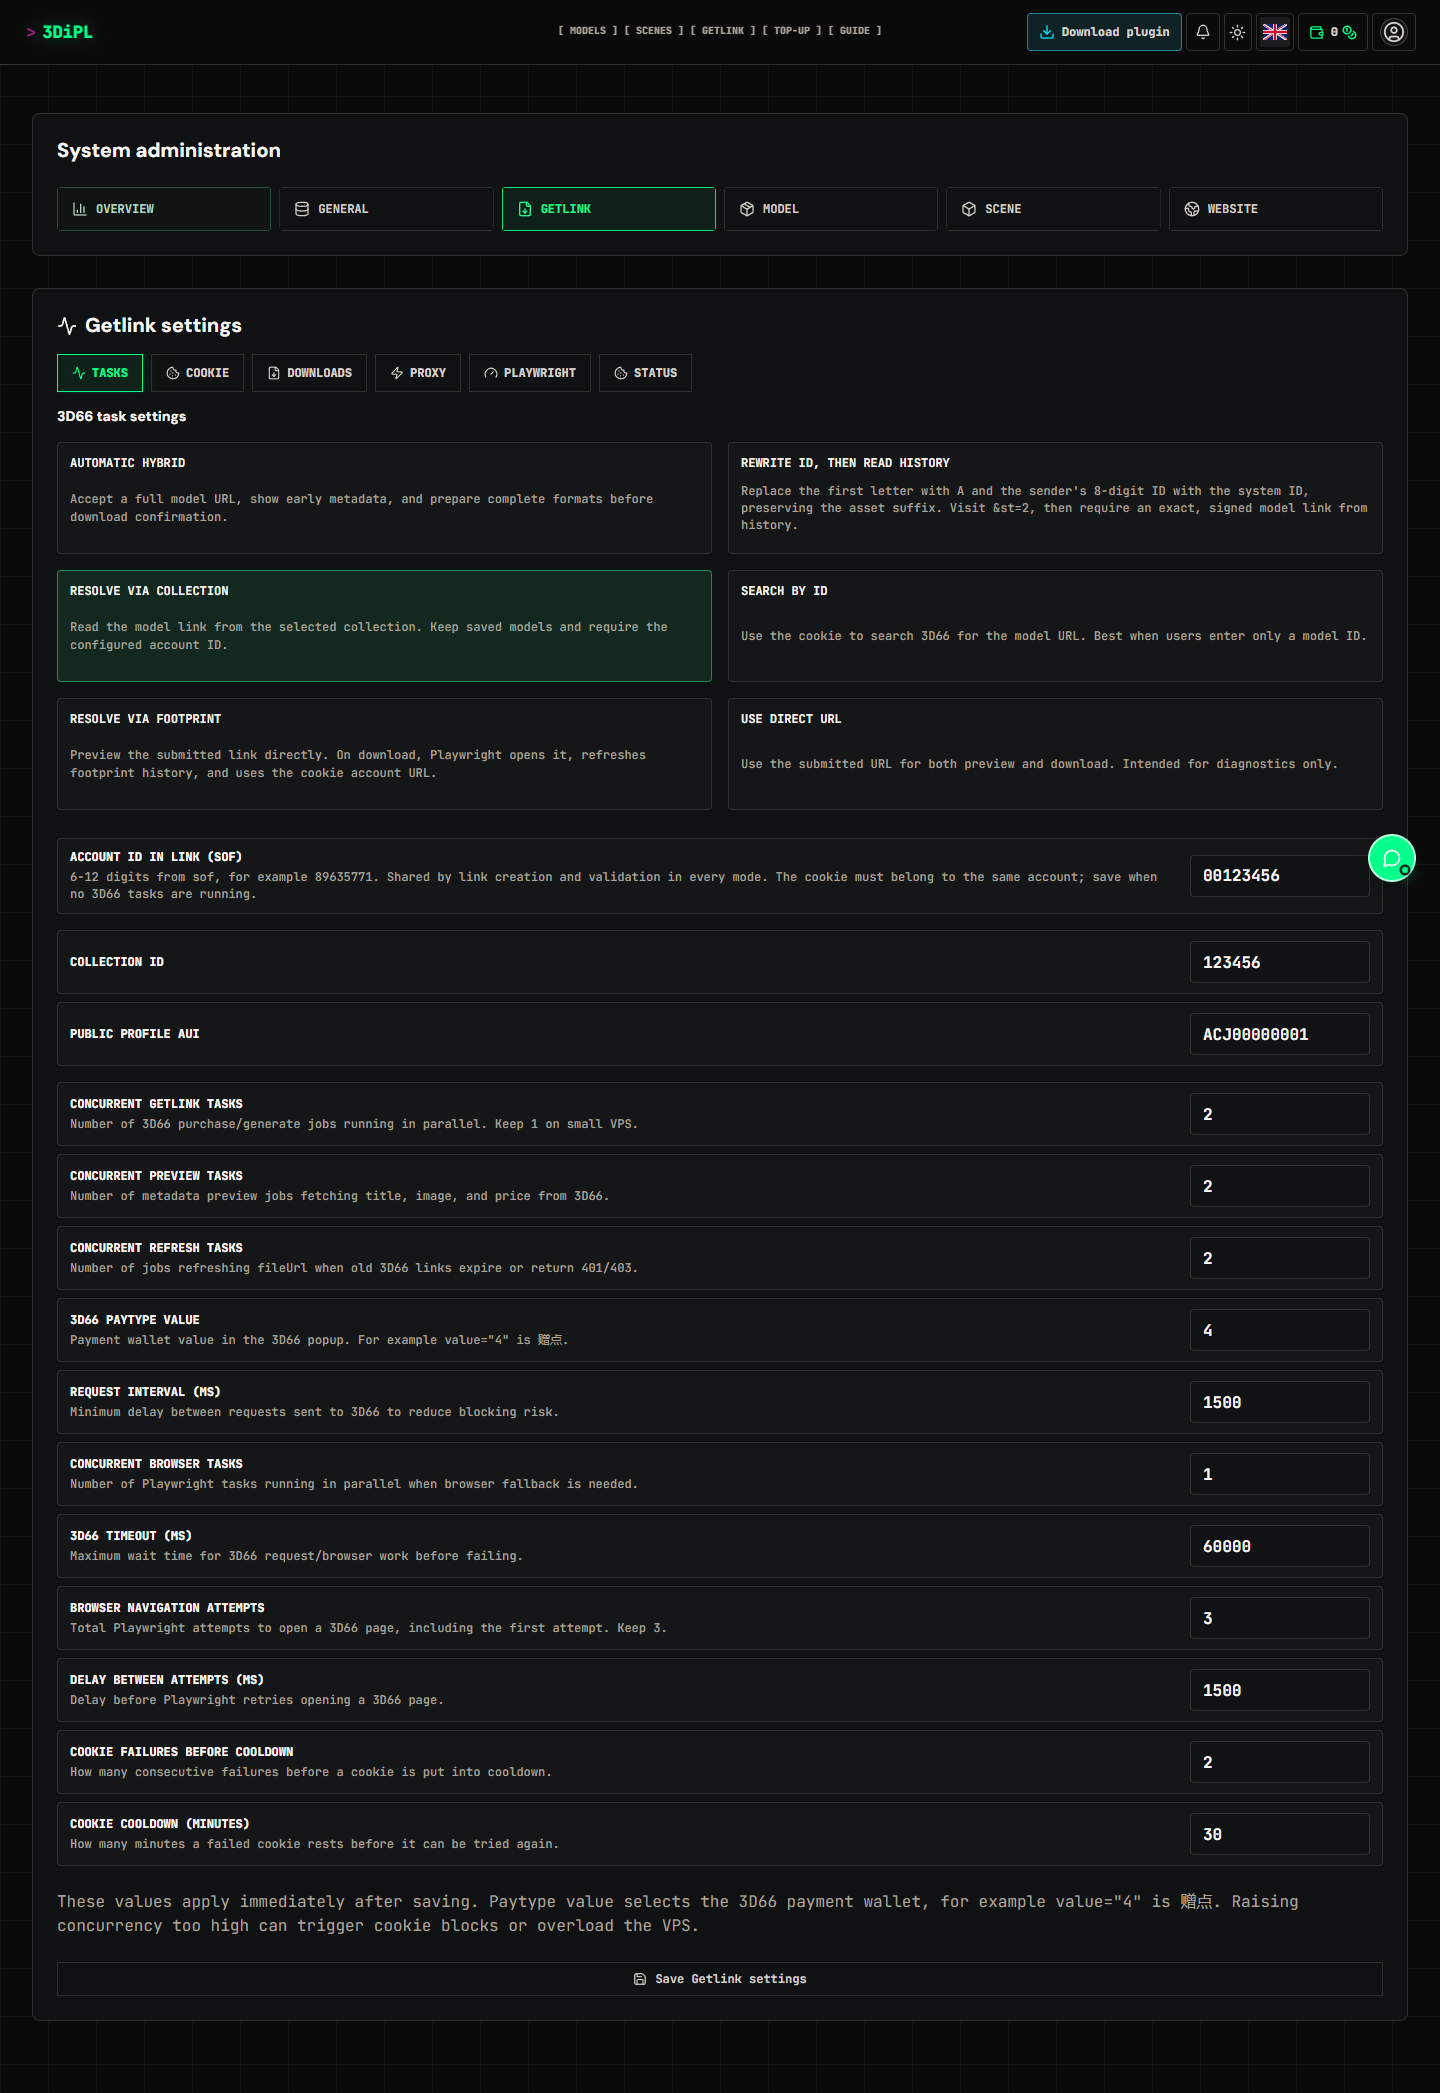 > 3DiPL
[ MODELS ] [ SCENES ] [ GETLINK ] [ TOP-UP ] [ GUIDE ]
Download plugin
0
System administration
OVERVIEW
GENERAL
GETLINK
MODEL
SCENE
WEBSITE
Getlink settings
TASKS
COOKIE
DOWNLOADS
PROXY
PLAYWRIGHT
STATUS
3D66 task settings
AUTOMATIC HYBRID
Accept a full model URL, show early metadata, and prepare complete formats before
download confirmation.
REWRITE ID, THEN READ HISTORY
Replace the first letter with A and the sender's 8-digit ID with the system ID,
preserving the asset suffix. Visit &st=2, then require an exact, signed model link from
history.
RESOLVE VIA COLLECTION
Read the model link from the selected collection. Keep saved models and require the
configured account ID.
SEARCH BY ID
Use the cookie to search 3D66 for the model URL. Best when users enter only a model ID.
RESOLVE VIA FOOTPRINT
Preview the submitted link directly. On download, Playwright opens it, refreshes
footprint history, and uses the cookie account URL.
USE DIRECT URL
Use the submitted URL for both preview and download. Intended for diagnostics only.
ACCOUNT ID IN LINK (SOF)
6-12 digits from sof, for example 89635771. Shared by link creation and validation in every mode. The cookie must belong to the same account; save when
no 3D66 tasks are running.
00123456
COLLECTION ID
123456
PUBLIC PROFILE AUI
ACJ00000001
CONCURRENT GETLINK TASKS
Number of 3D66 purchase/generate jobs running in parallel. Keep 1 on small VPS.
2
CONCURRENT PREVIEW TASKS
Number of metadata preview jobs fetching title, image, and price from 3D66.
2
CONCURRENT REFRESH TASKS
Number of jobs refreshing fileUrl when old 3D66 links expire or return 401/403.
2
3D66 PAYTYPE VALUE
Payment wallet value in the 3D66 popup. For example value="4" is 赠点.
4
REQUEST INTERVAL (MS)
Minimum delay between requests sent to 3D66 to reduce blocking risk.
1500
CONCURRENT BROWSER TASKS
Number of Playwright tasks running in parallel when browser fallback is needed.
1
3D66 TIMEOUT (MS)
Maximum wait time for 3D66 request/browser work before failing.
60000
BROWSER NAVIGATION ATTEMPTS
Total Playwright attempts to open a 3D66 page, including the first attempt. Keep 3.
3
DELAY BETWEEN ATTEMPTS (MS)
Delay before Playwright retries opening a 3D66 page.
1500
COOKIE FAILURES BEFORE COOLDOWN
How many consecutive failures before a cookie is put into cooldown.
2
COOKIE COOLDOWN (MINUTES)
How many minutes a failed cookie rests before it can be tried again.
30
These values apply immediately after saving. Paytype value selects the 3D66 payment wallet, for example value="4" is 赠点. Raising
concurrency too high can trigger cookie blocks or overload the VPS.
Save Getlink settings